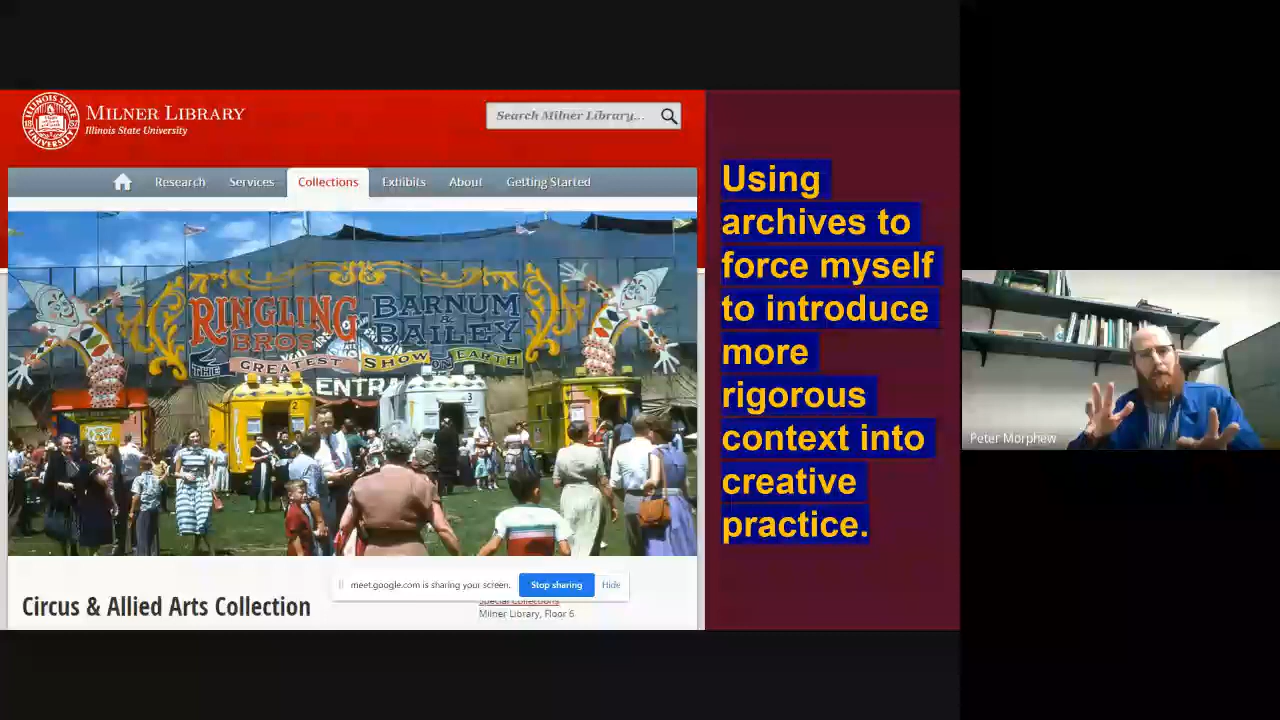 MILNER LIBRARY
Illinois State University
Search Milner Library...
Research Services Collections Exhibits About Getting Started
RINGLING BROS
BARNUM & BAILEY
THE GREATEST SHOW ON EARTH
ENTRA
2
3
meet.google.com is sharing your screen. Stop sharing Hide
Circus & Allied Arts Collection
Special Collections
Milner Library, Floor 6
Using
archives to
force myself
to introduce
more
rigorous
context into
creative
practice.
Peter Morphew